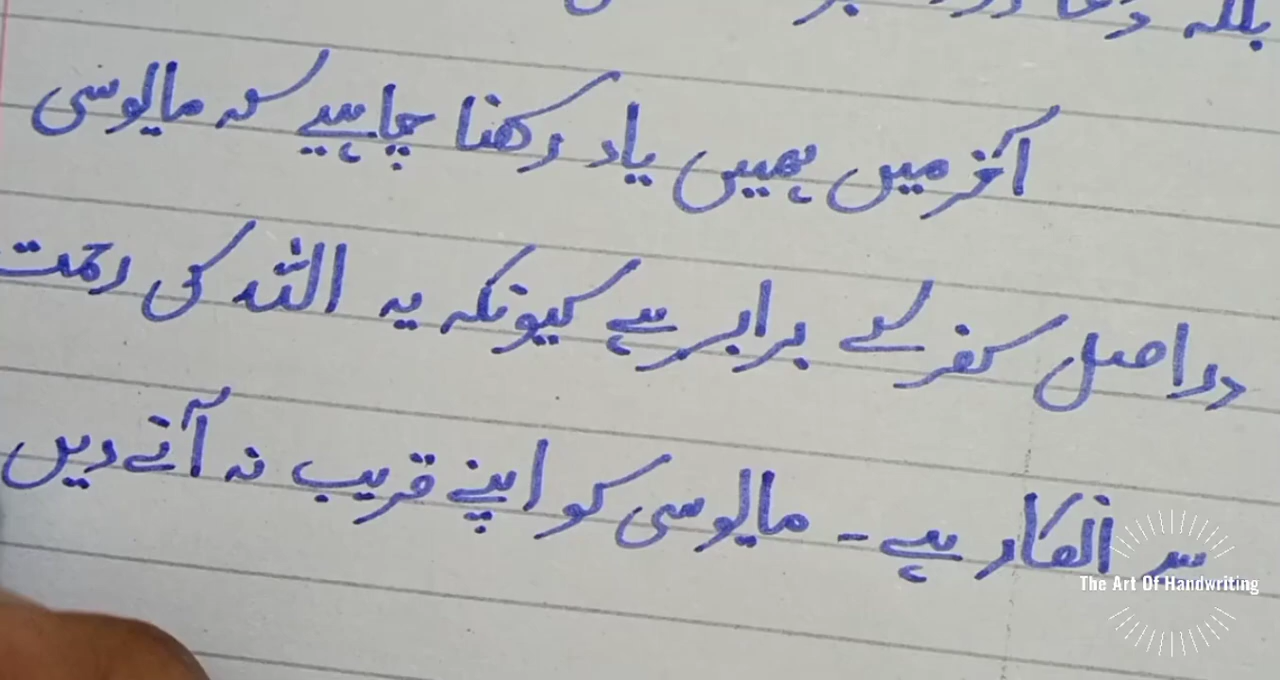 بلکہ
آخر میں ہمیں یاد رکھنا چاہیے کہ مایوسی
دراصل کفر کے برابر ہے کیونکہ یہ اللہ کی رحمت
سے انکار ہے۔ مایوسی کو اپنے قریب نہ آنے دیں
The Art Of Handwriting